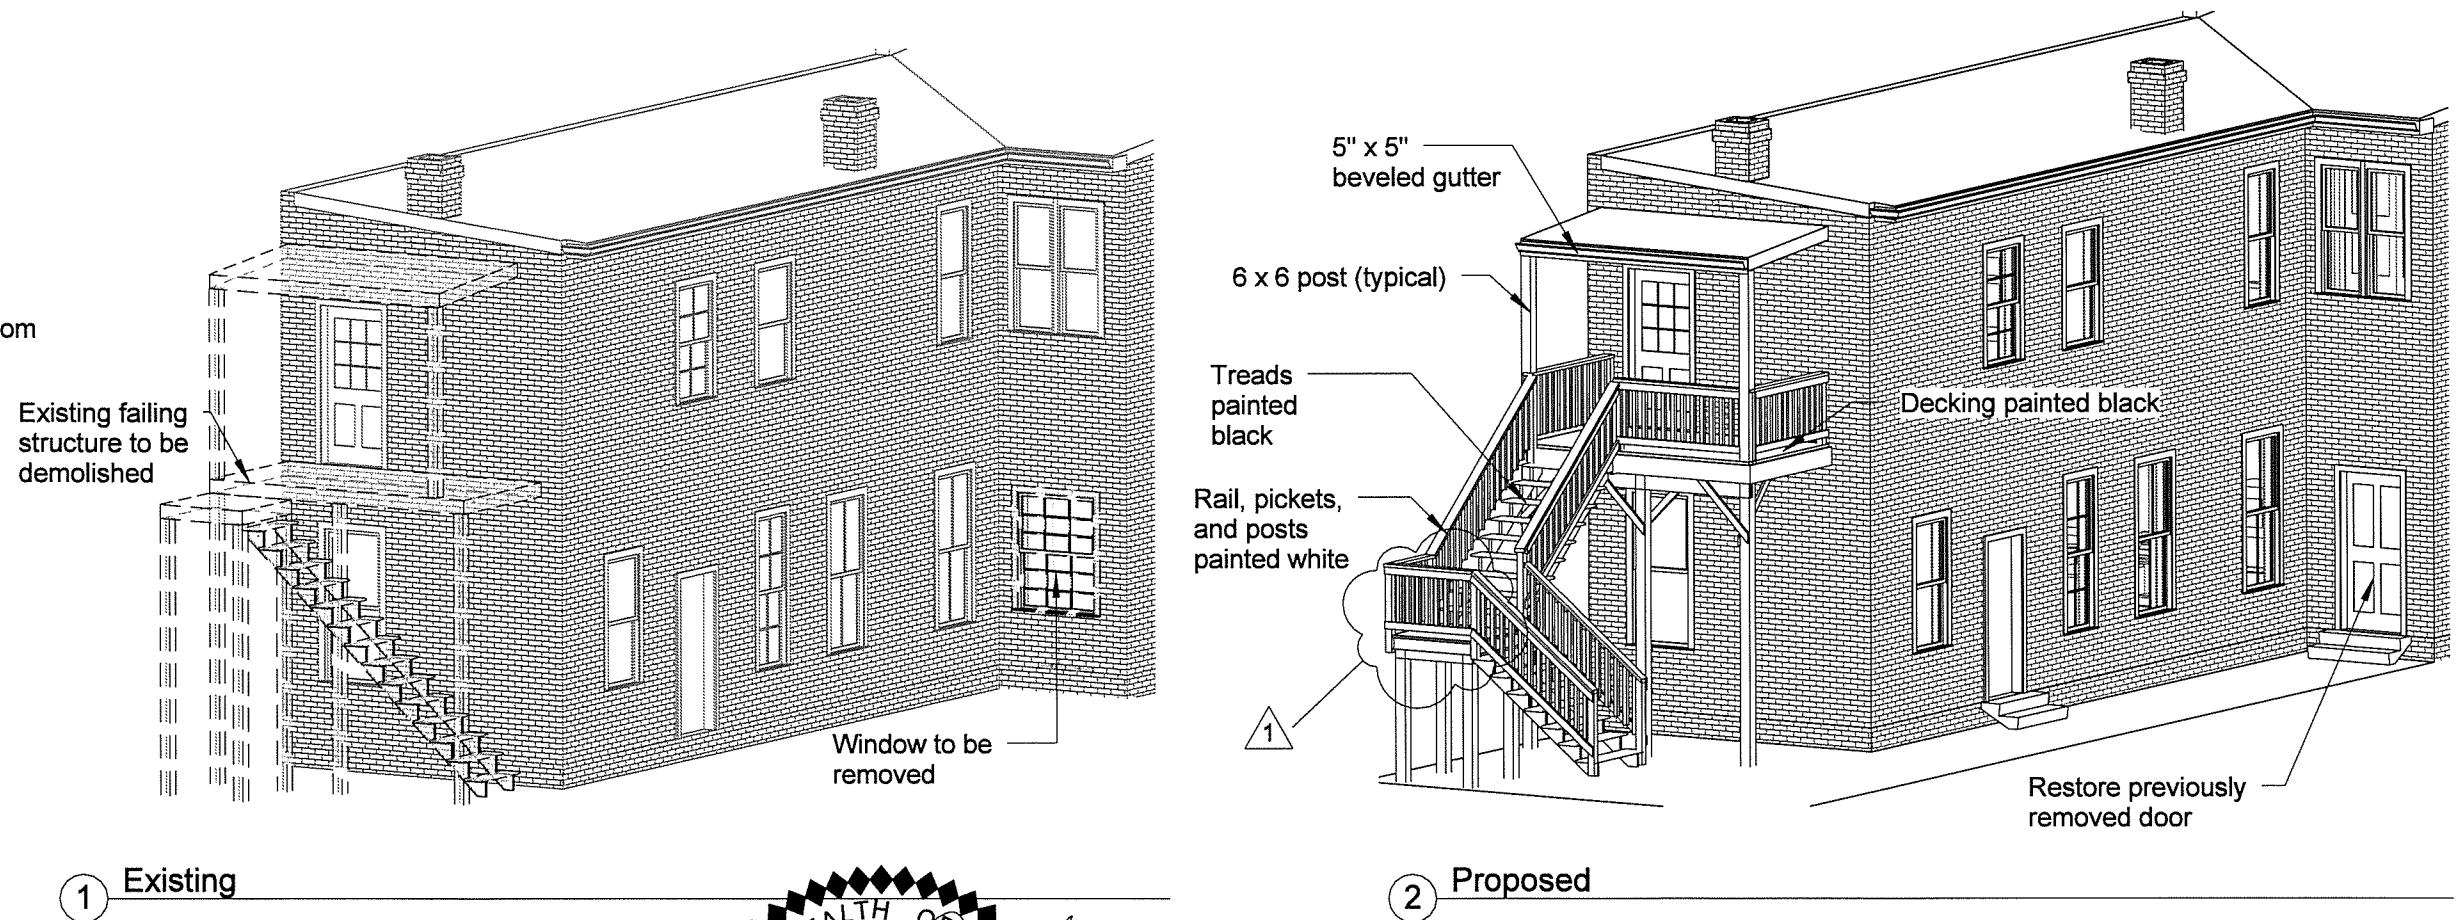 om
Existing failing
structure to be
demolished
Window to be
removed
1 Existing
5" x 5"
beveled gutter
6 x 6 post (typical)
Treads
painted
black
Decking painted black
Rail, pickets,
and posts
painted white
1
Restore previously
removed door
2 Proposed